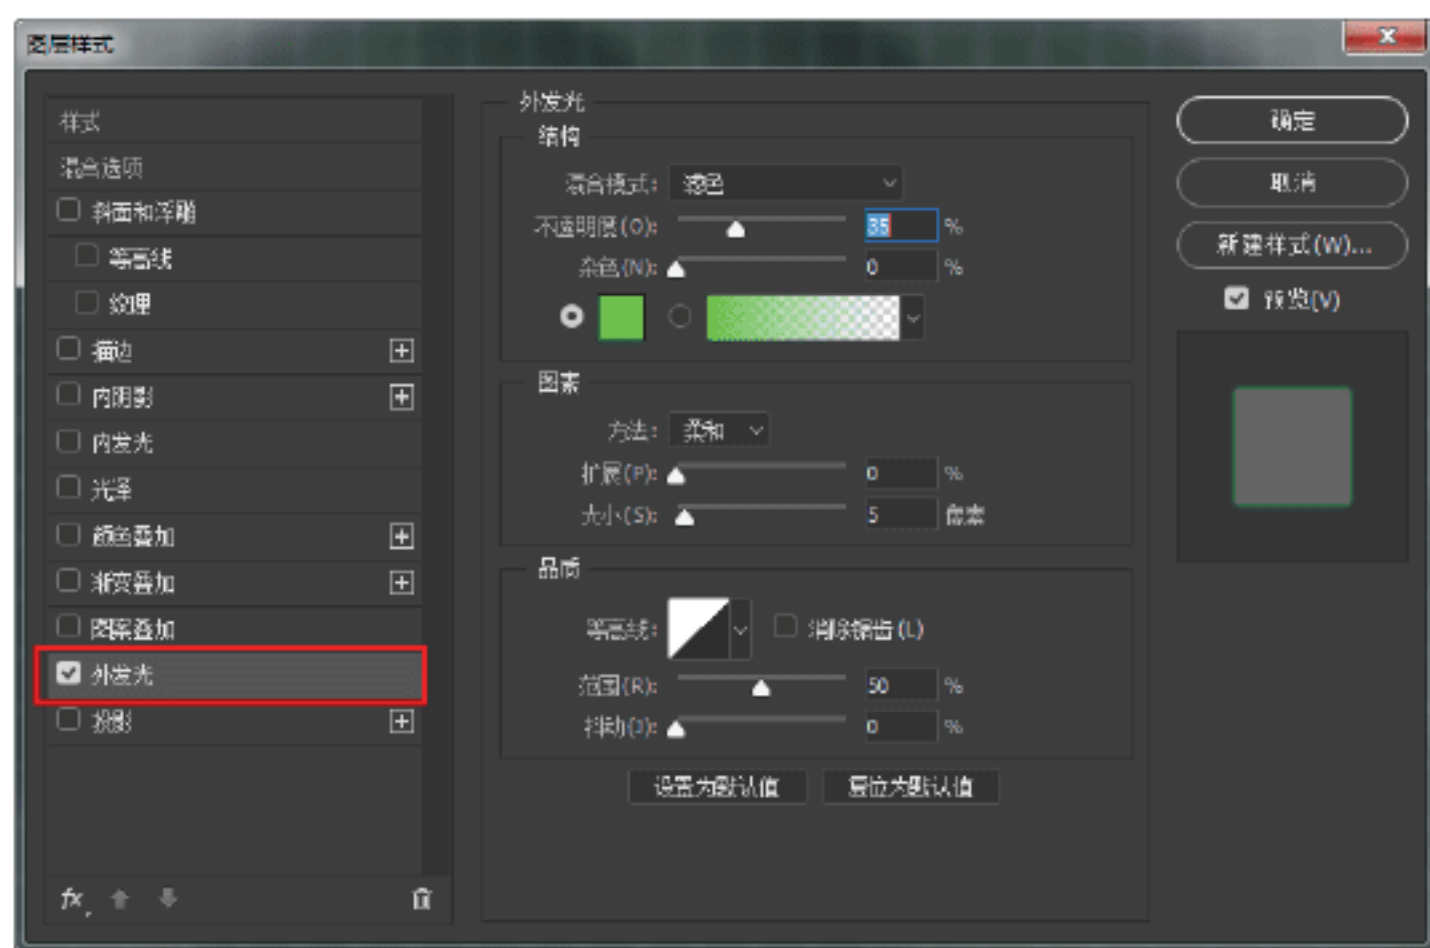 图层样式
样式
混合选项
斜面和浮雕
等高线
纹理
描边
内阴影
内发光
光泽
颜色叠加
渐变叠加
图案叠加
外发光
投影
fx
外发光
结构
混合模式: 滤色
不透明度(O): 35 %
杂色(N): 0 %
图素
方法: 柔和
扩展(P): 0 %
大小(S): 5 像素
品质
等高线: 消除锯齿(L)
范围(R): 50 %
抖动(J): 0 %
设置为默认值 复位为默认值
确定
取消
新建样式(W)...
预览(V)